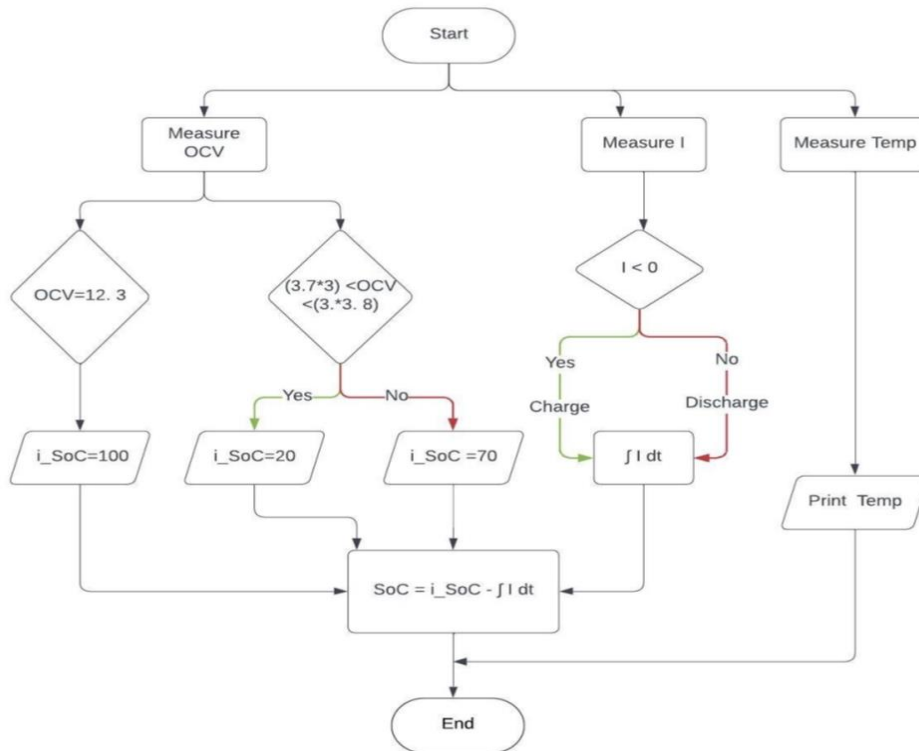 Start
Measure
OCV
Measure I
Measure Temp
OCV=12. 3
(3.7*3) <OCV
<(3.*3. 8)
I < 0
Yes
No
Yes
No
Charge
Discharge
i_SoC=100
i_SoC=20
i_SoC =70
∫ I dt
Print Temp
SoC = i_SoC - ∫ I dt
End